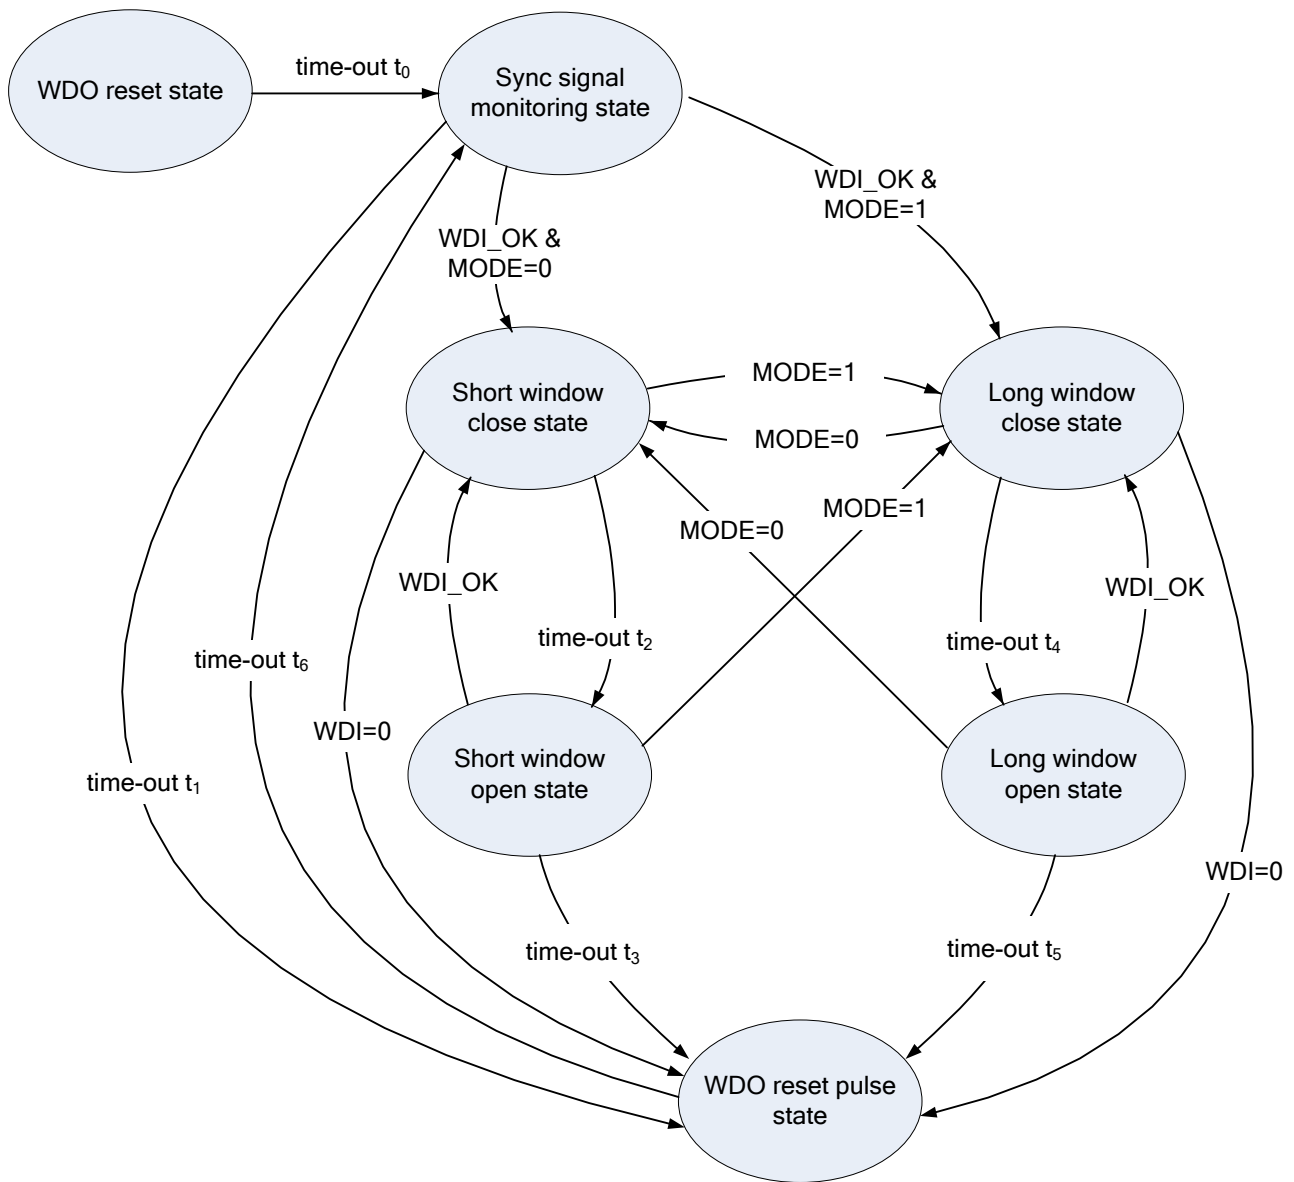 WDO reset state
time-out t₀
Sync signal
monitoring state
WDI_OK &
MODE=1
WDI_OK &
MODE=0
Short window
close state
MODE=1
MODE=0
Long window
close state
MODE=0
MODE=1
WDI_OK
time-out t₂
time-out t₄
WDI_OK
time-out t₆
WDI=0
time-out t₁
Short window
open state
Long window
open state
WDI=0
time-out t₃
time-out t₅
WDO reset pulse
state